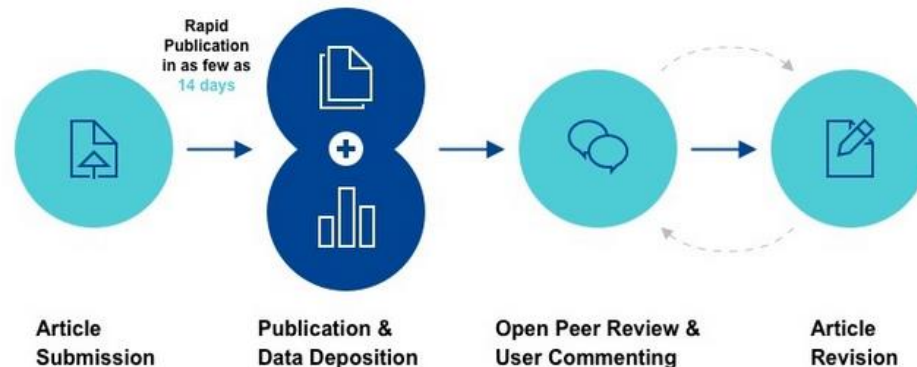 Rapid
Publication
in as few as
14 days
Article
Submission
Publication &
Data Deposition
Open Peer Review &
User Commenting
Article
Revision